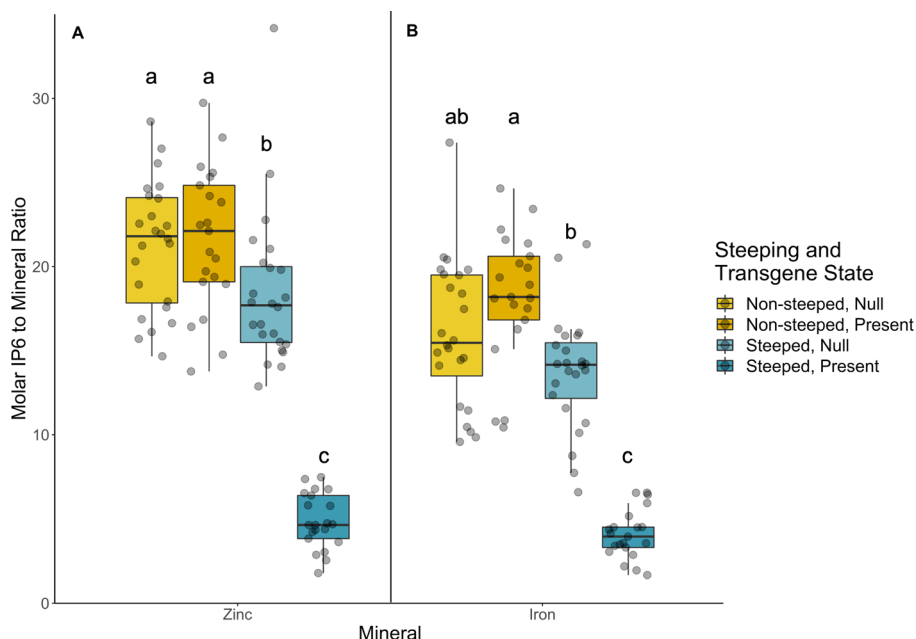 A
B
a
a
b
c
ab
a
b
c
30
20
10
0
Molar IP6 to Mineral Ratio
Zinc
Iron
Mineral
Steeping and
Transgene State
Non-steeped, Null
Non-steeped, Present
Steeped, Null
Steeped, Present